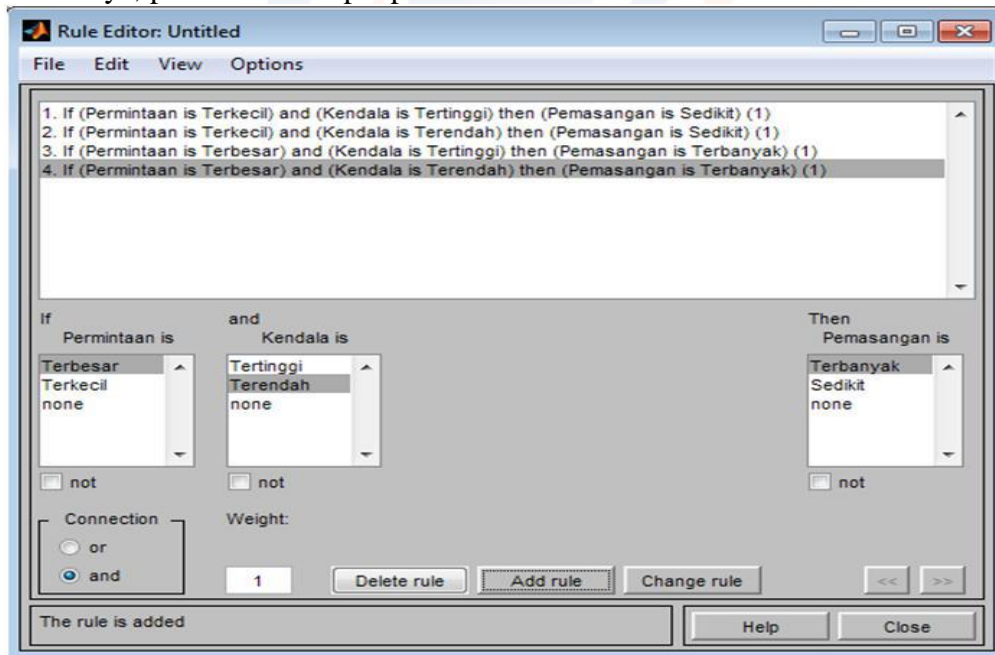 Rule Editor: Untitled
File Edit View Options
1. If (Permintaan is Terkecil) and (Kendala is Tertinggi) then (Pemasangan is Sedikit) (1)
2. If (Permintaan is Terkecil) and (Kendala is Terendah) then (Pemasangan is Sedikit) (1)
3. If (Permintaan is Terbesar) and (Kendala is Tertinggi) then (Pemasangan is Terbanyak) (1)
4. If (Permintaan is Terbesar) and (Kendala is Terendah) then (Pemasangan is Terbanyak) (1)
If and Then
Permintaan is Kendala is Pemasangan is
Terbesar Tertinggi Terbanyak
Terkecil Terendah Sedikit
none none none
not not not
Connection Weight:
or
and 1 Delete rule Add rule Change rule << >>
The rule is added Help Close